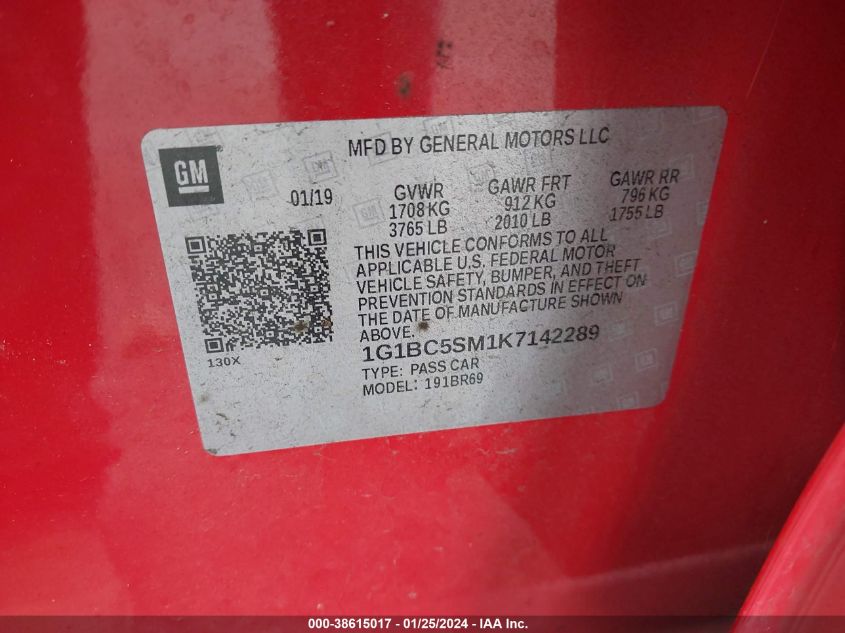 MFD BY GENERAL MOTORS LLC
GM
01/19
GVWR GAWR FRT GAWR RR
1708 KG 912 KG 796 KG
3765 LB 2010 LB 1755 LB
THIS VEHICLE CONFORMS TO ALL
APPLICABLE U.S. FEDERAL MOTOR
VEHICLE SAFETY, BUMPER, AND THEFT
PREVENTION STANDARDS IN EFFECT ON
THE DATE OF MANUFACTURE SHOWN
ABOVE.
130X
1G1BC5SM1K7142289
TYPE: PASS CAR
MODEL: 191BR69
000-38615017 - 01/25/2024 - IAA Inc.